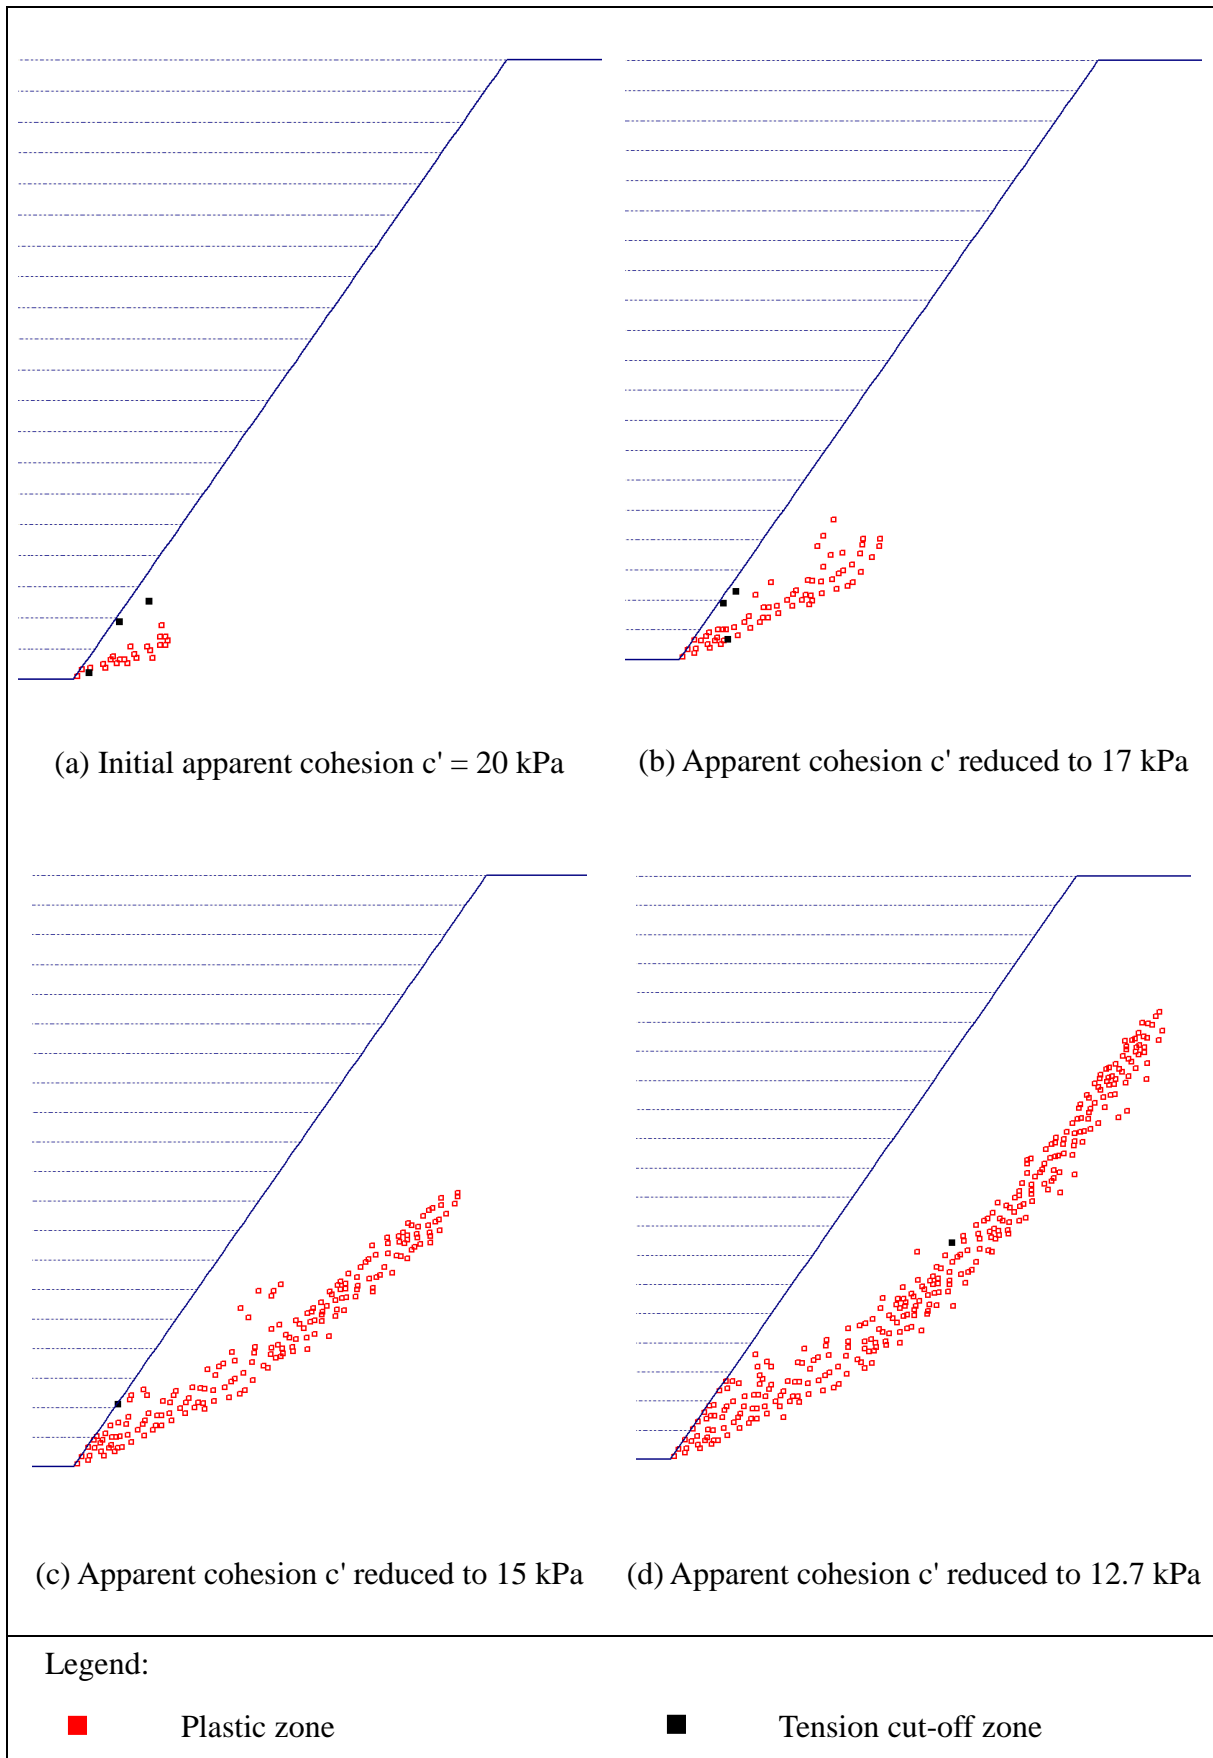 (a) Initial apparent cohesion c' = 20 kPa
(b) Apparent cohesion c' reduced to 17 kPa
(c) Apparent cohesion c' reduced to 15 kPa
(d) Apparent cohesion c' reduced to 12.7 kPa
Legend:
Plastic zone
Tension cut-off zone